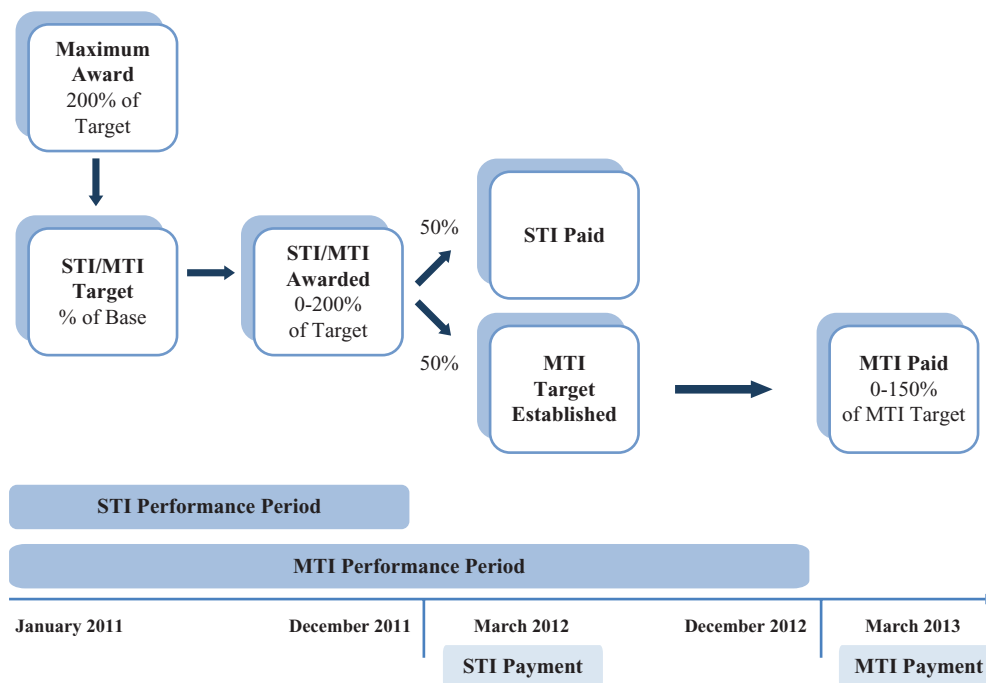 Maximum
Award
200% of
Target
STI/MTI
Target
% of Base
STI/MTI
Awarded
0-200%
of Target
50%
STI Paid
50%
MTI
Target
Established
MTI Paid
0-150%
of MTI Target
STI Performance Period
MTI Performance Period
January 2011
December 2011
March 2012
December 2012
March 2013
STI Payment
MTI Payment